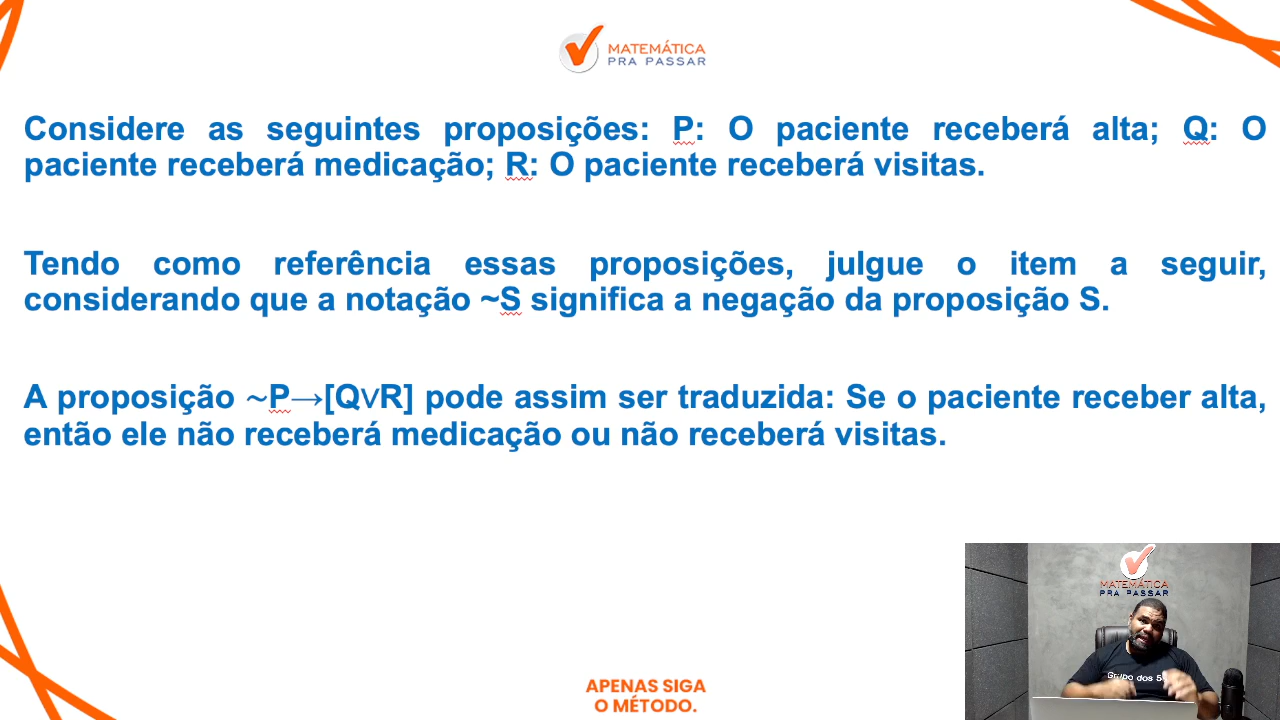 MATEMÁTICA
PRA PASSAR
Considere as seguintes proposições: P: O paciente receberá alta; Q: O
paciente receberá medicação; R: O paciente receberá visitas.
Tendo como referência essas proposições, julgue o item a seguir,
considerando que a notação ~S significa a negação da proposição S.
A proposição ~P→[Q∨R] pode assim ser traduzida: Se o paciente receber alta,
então ele não receberá medicação ou não receberá visitas.
MATEMÁTICA
PRA PASSAR
Grupo dos
APENAS SIGA
O MÉTODO.